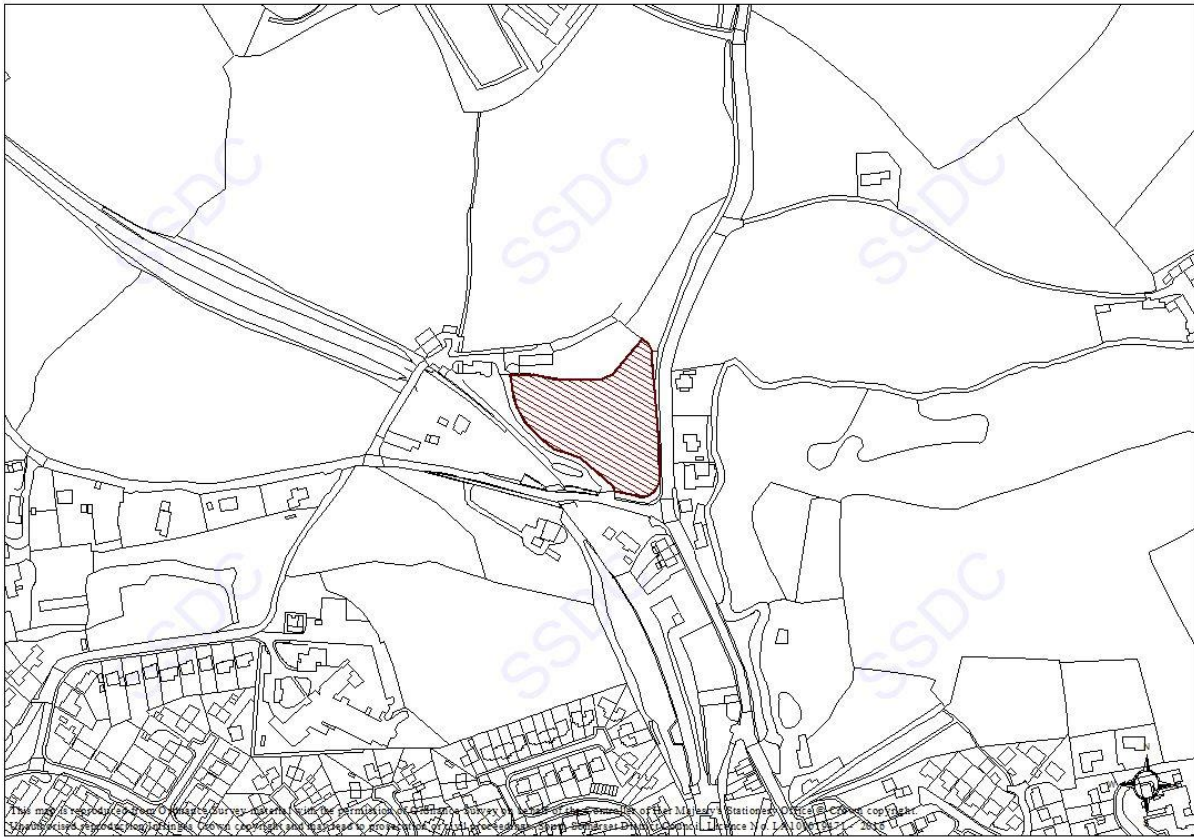 SSDC SSDC SSDC
SSDC SSDC SSDC
N
W
This map is reproduced from Ordnance Survey material with the permission of Ordnance Survey on behalf of the Controller of Her Majesty's Stationery Office © Crown copyright.
Unauthorised reproduction infringes Crown copyright and may lead to prosecution or civil proceedings. South Somerset District Council, Licence No. LA